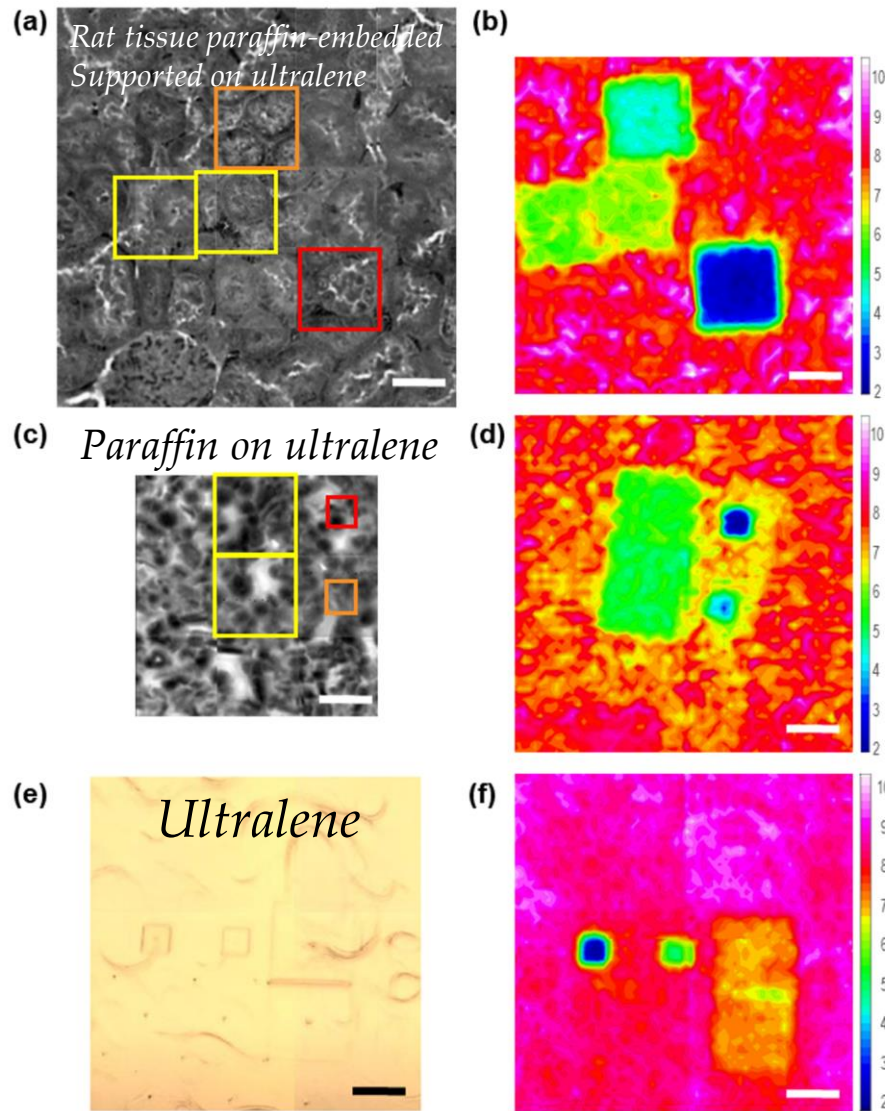 (a)
Rat tissue paraffin-embedded
Supported on ultralene
(b)
10
9
8
7
6
5
4
3
2
(c)
Paraffin on ultralene
(d)
10
9
8
7
6
5
4
3
2
(e)
Ultralene
(f)
10
9
8
7
6
5
4
3
2